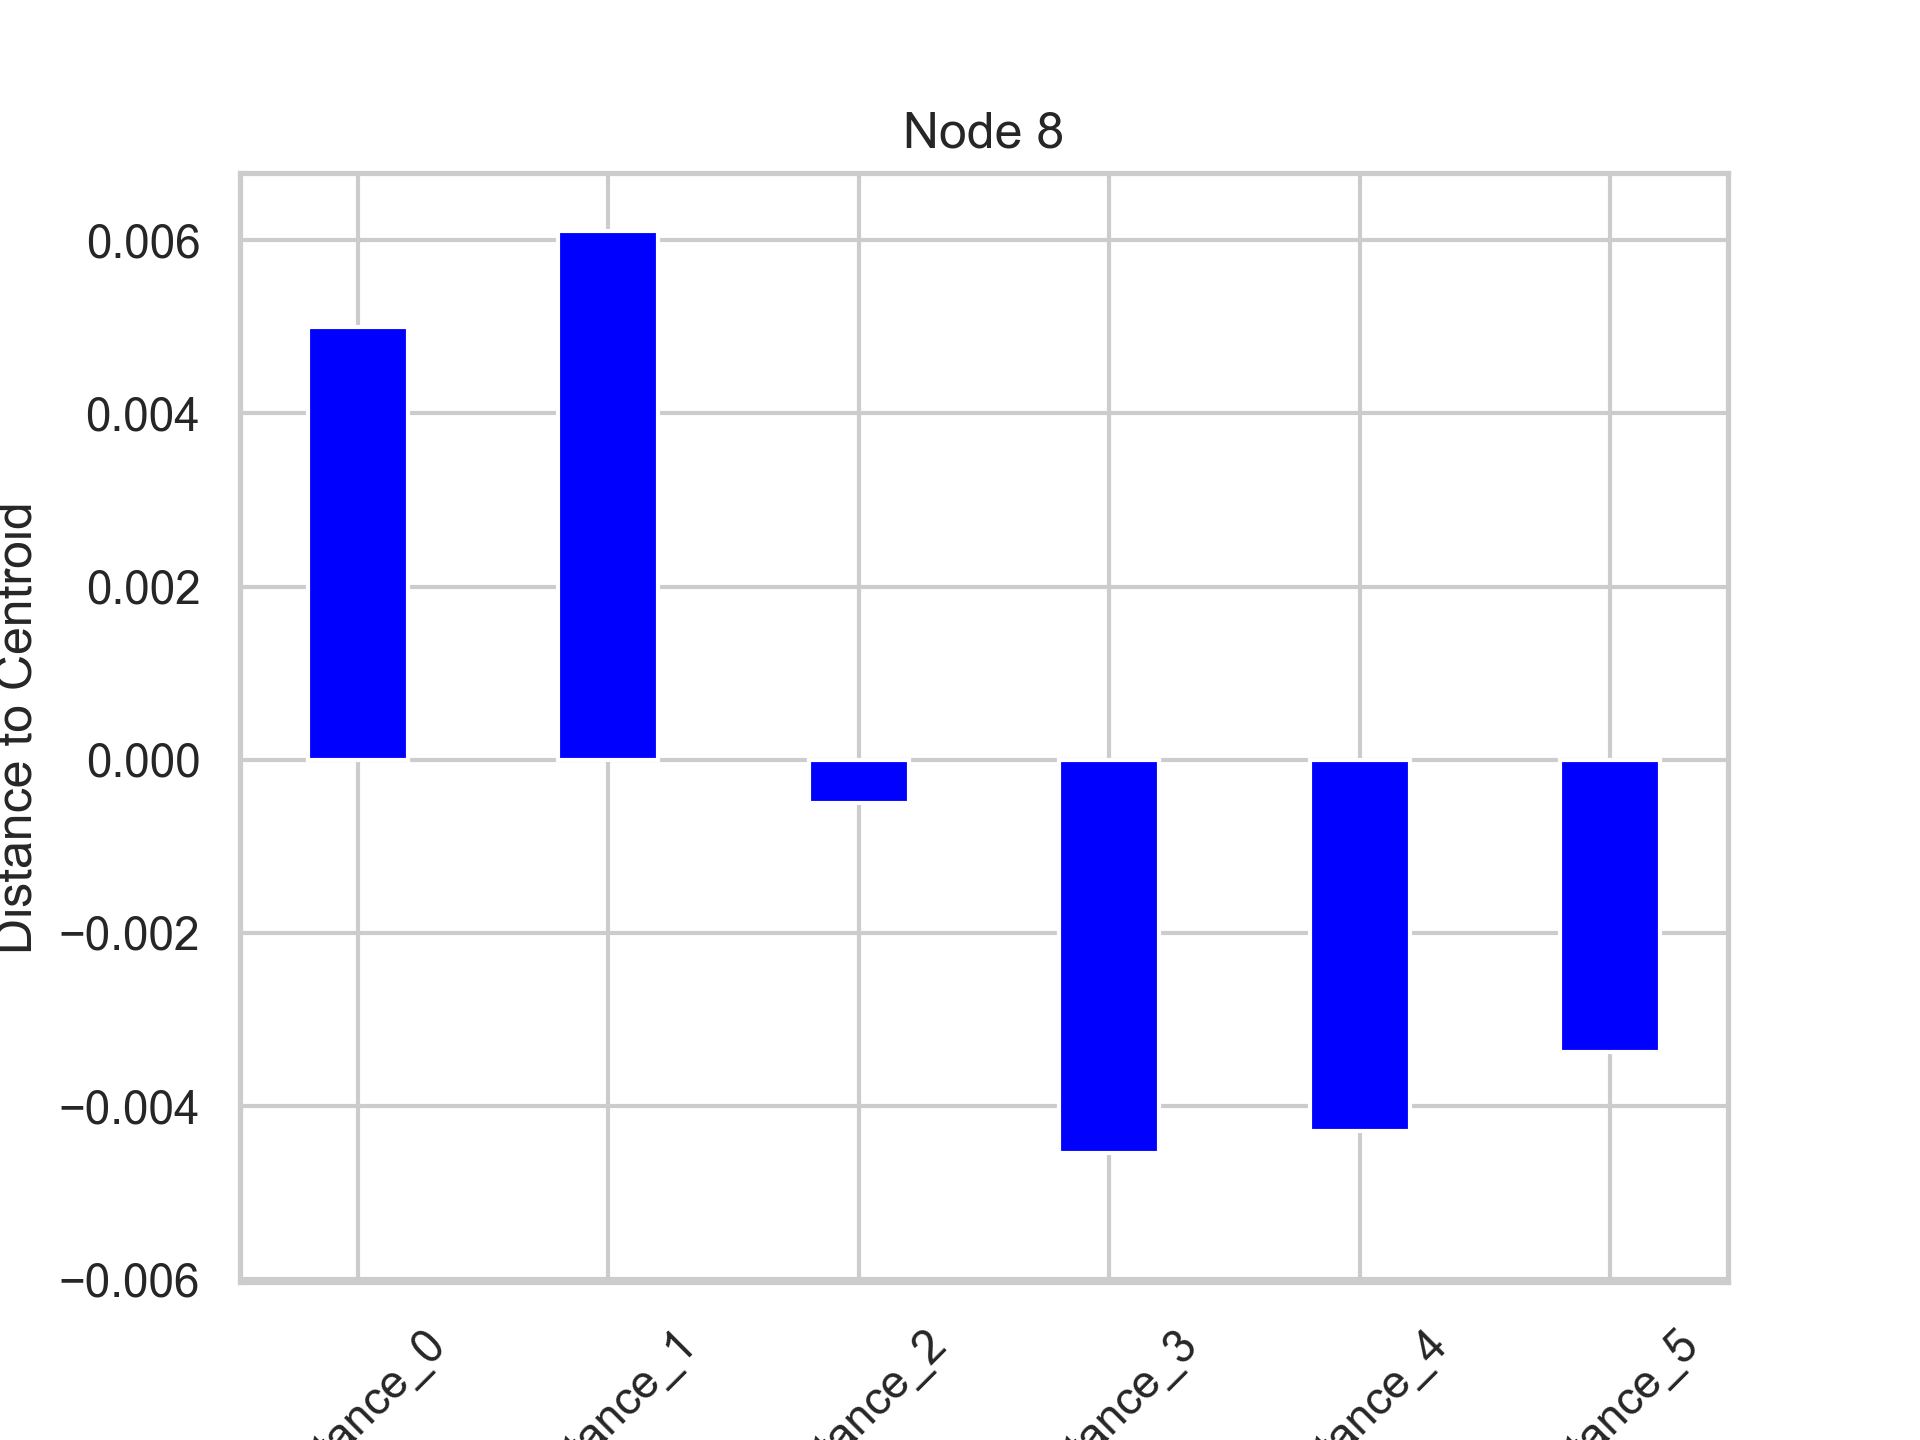 Node 8
0.006
0.004
0.002
0.000
−0.002
−0.004
−0.006
Distance to Centroid
tance_0
tance_1
tance_2
tance_3
tance_4
tance_5